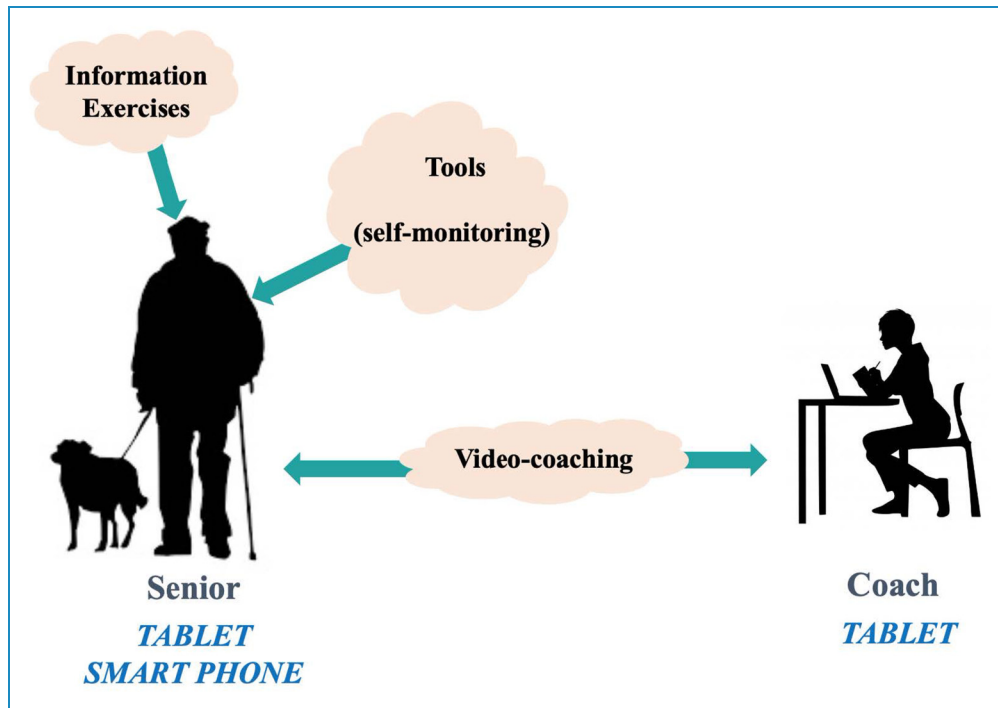 Information
Exercises
Tools
(self-monitoring)
Video-coaching
Senior
TABLET
SMART PHONE
Coach
TABLET